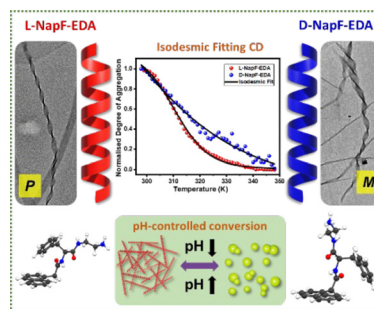 L-NapF-EDA
D-NapF-EDA
Isodesmic Fitting CD
Normalised Degree of Aggregation
1.0
0.8
0.6
0.4
0.2
0.0
L-NapF-EDA
D-NapF-EDA
Isodesmic Fit
300 310 320 330 340 350
Temperature (K)
P
M
pH-controlled conversion
pH
pH